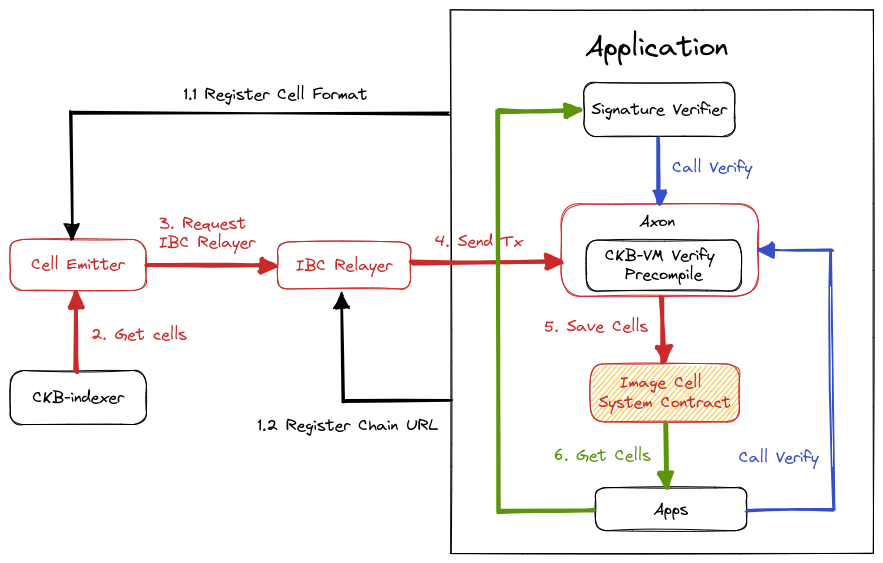 Application
1.1 Register Cell Format
Signature Verifier
Call Verify
3. Request
IBC Relayer
4. Send Tx
Axon
Cell Emitter
IBC Relayer
CKB-VM Verify
Precompile
2. Get cells
5. Save Cells
CKB-indexer
Image Cell
System Contract
1.2 Register Chain URL
6. Get Cells
Call Verify
Apps